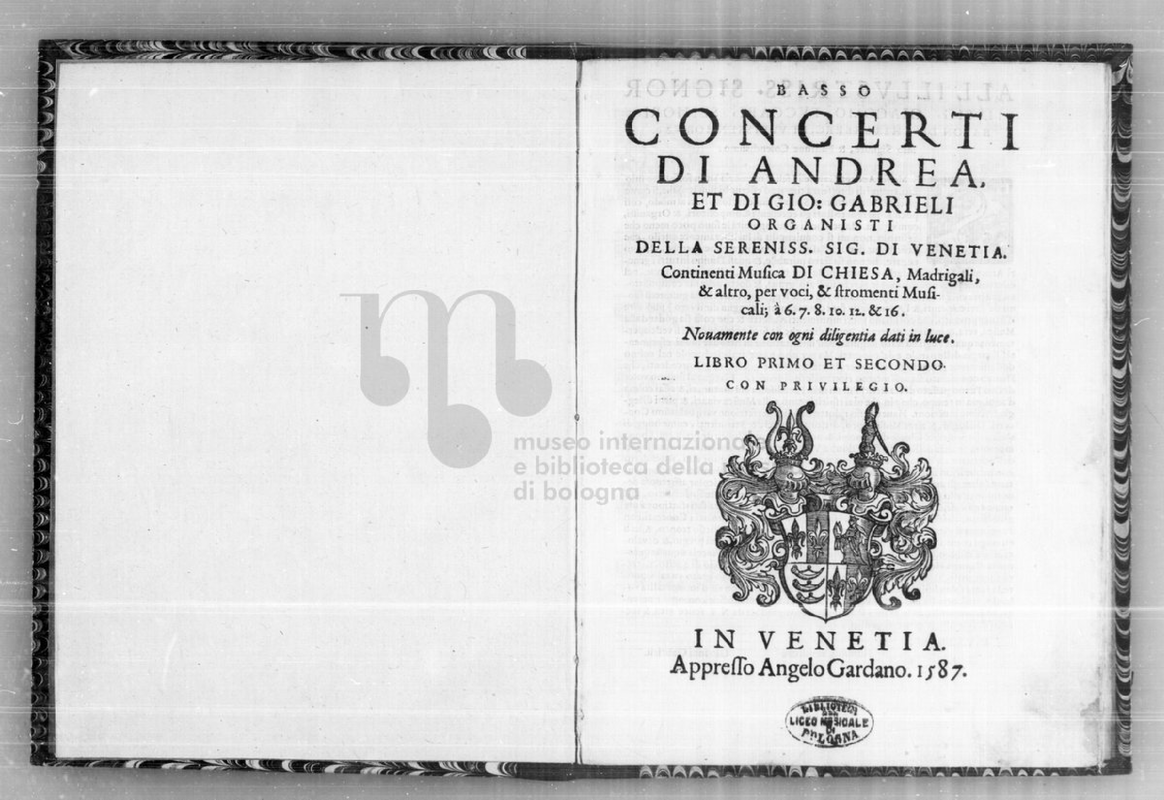 BASSO
CONCERTI
DI ANDREA,
ET DI GIO: GABRIELI
ORGANISTI
DELLA SERENISS. SIG. DI VENETIA.
Continenti Muſica DI CHIESA, Madrigali,
& altro, per voci, & ſtromenti Muſi-
cali; à 6. 7. 8. 10. 12. & 16.
Nouamente con ogni diligentia dati in luce.
LIBRO PRIMO ET SECONDO.
CON PRIVILEGIO.
museo internazionale
e biblioteca della
di bologna
IN VENETIA.
Appreſſo Angelo Gardano. 1587.
BIBLIOTECA
DEL
LICEO MUSICALE
DI
BOLOGNA